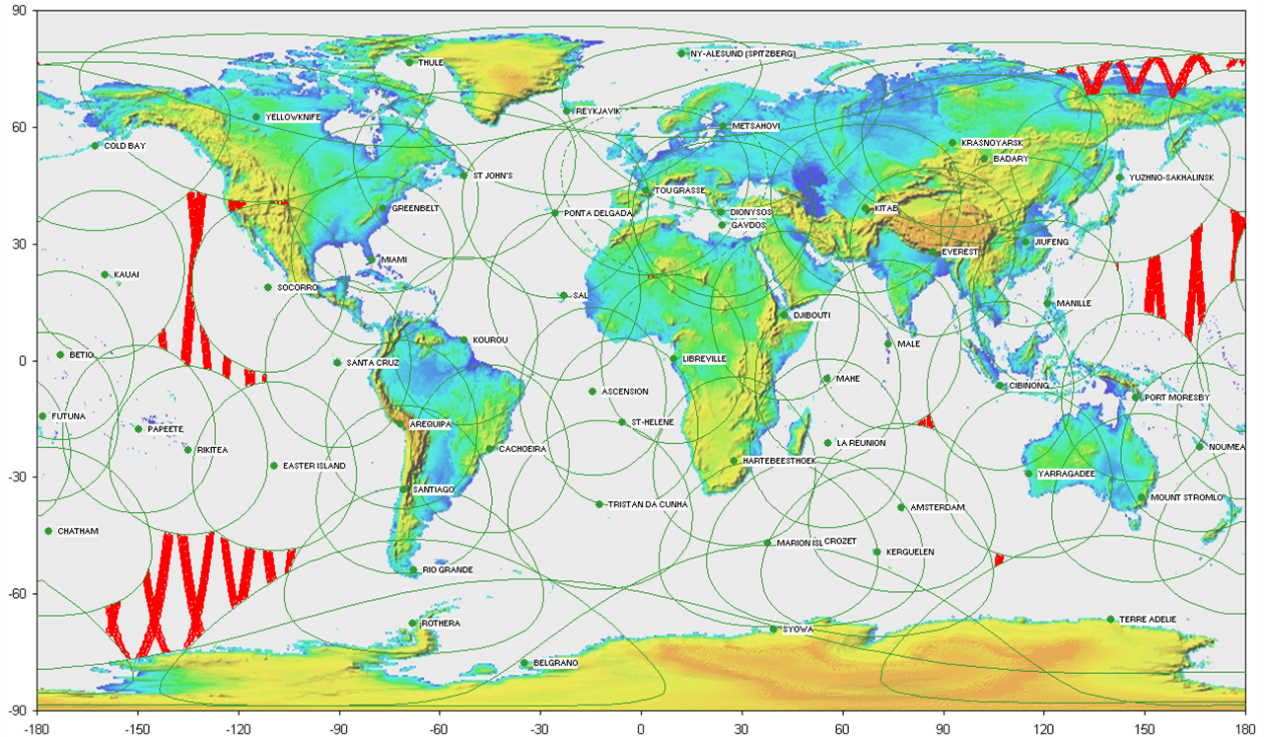 90
NY-ALESUND (SPITZBERG)
THULE
REYKJAVIK
YELLOWKNIFE
60
METSAHOVI
COLD BAY
KRASNOYARSK
BADARY
ST JOHN'S
YUZHNO-SAKHALINSK
TOUGRASSE
GREENBELT
PONTA DELGADA
DIONYSOS
KITAB
GAVDOS
30
JIUFENG
EVEREST
MIAMI
KAUAI
SOCORRO
SAL
MANILLE
DJIBOUTI
KOUROU
MALE
BETIO
0
SANTA CRUZ
LIBREVILLE
MAHE
CIBINONG
ASCENSION
PORT MORESBY
FUTUNA
PAPEETE
AREQUIPA
ST-HELENE
RIKITEA
CACHOEIRA
LA REUNION
NOUMEA
EASTER ISLAND
HARTEBEESTHOEK
-30
YARRAGADEE
SANTIAGO
MOUNT STROMLO
TRISTAN DA CUNHA
AMSTERDAM
CHATHAM
MARION ISL
CROZET
KERGUELEN
RIO GRANDE
-60
ROTHERA
SYOWA
TERRE ADELIE
BELGRANO
-90
-180 -150 -120 -90 -60 -30 0 30 60 90 120 150 180